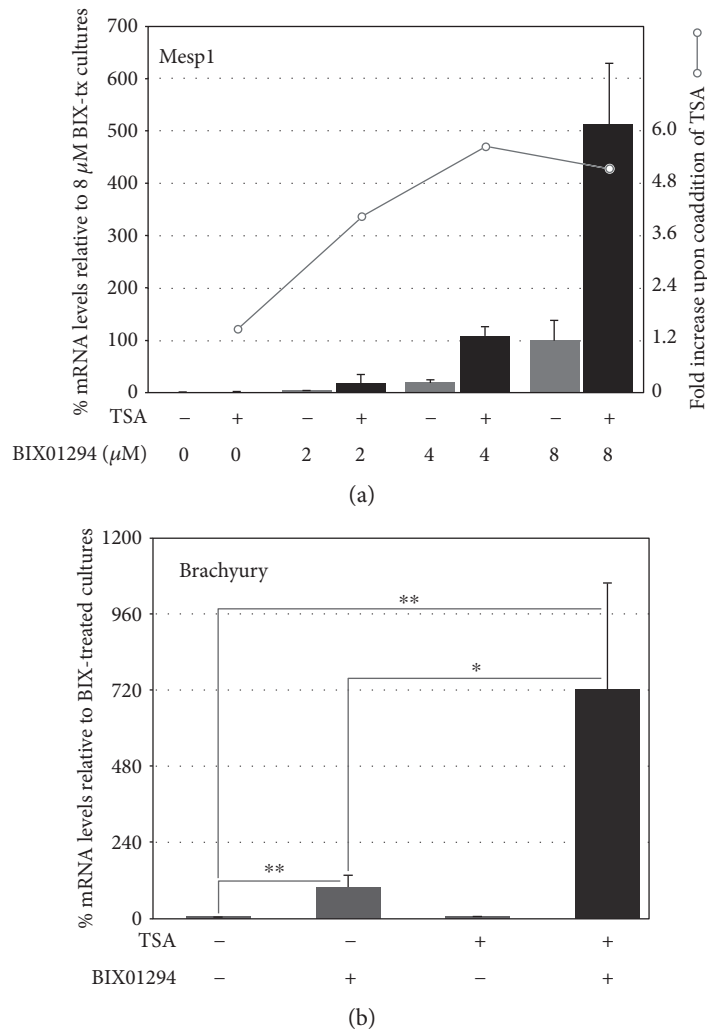 % mRNA levels relative to 8 μM BIX-tx cultures
700
600
500
400
300
200
100
0
Mesp1
6.0
4.8
3.6
2.4
1.2
0
Fold increase upon coaddition of TSA
TSA − + − + − + − +
BIX01294 (μM) 0 0 2 2 4 4 8 8
(a)
% mRNA levels relative to BIX-treated cultures
1200
960
720
480
240
0
Brachyury
**
*
**
TSA − − + +
BIX01294 − + − +
(b)